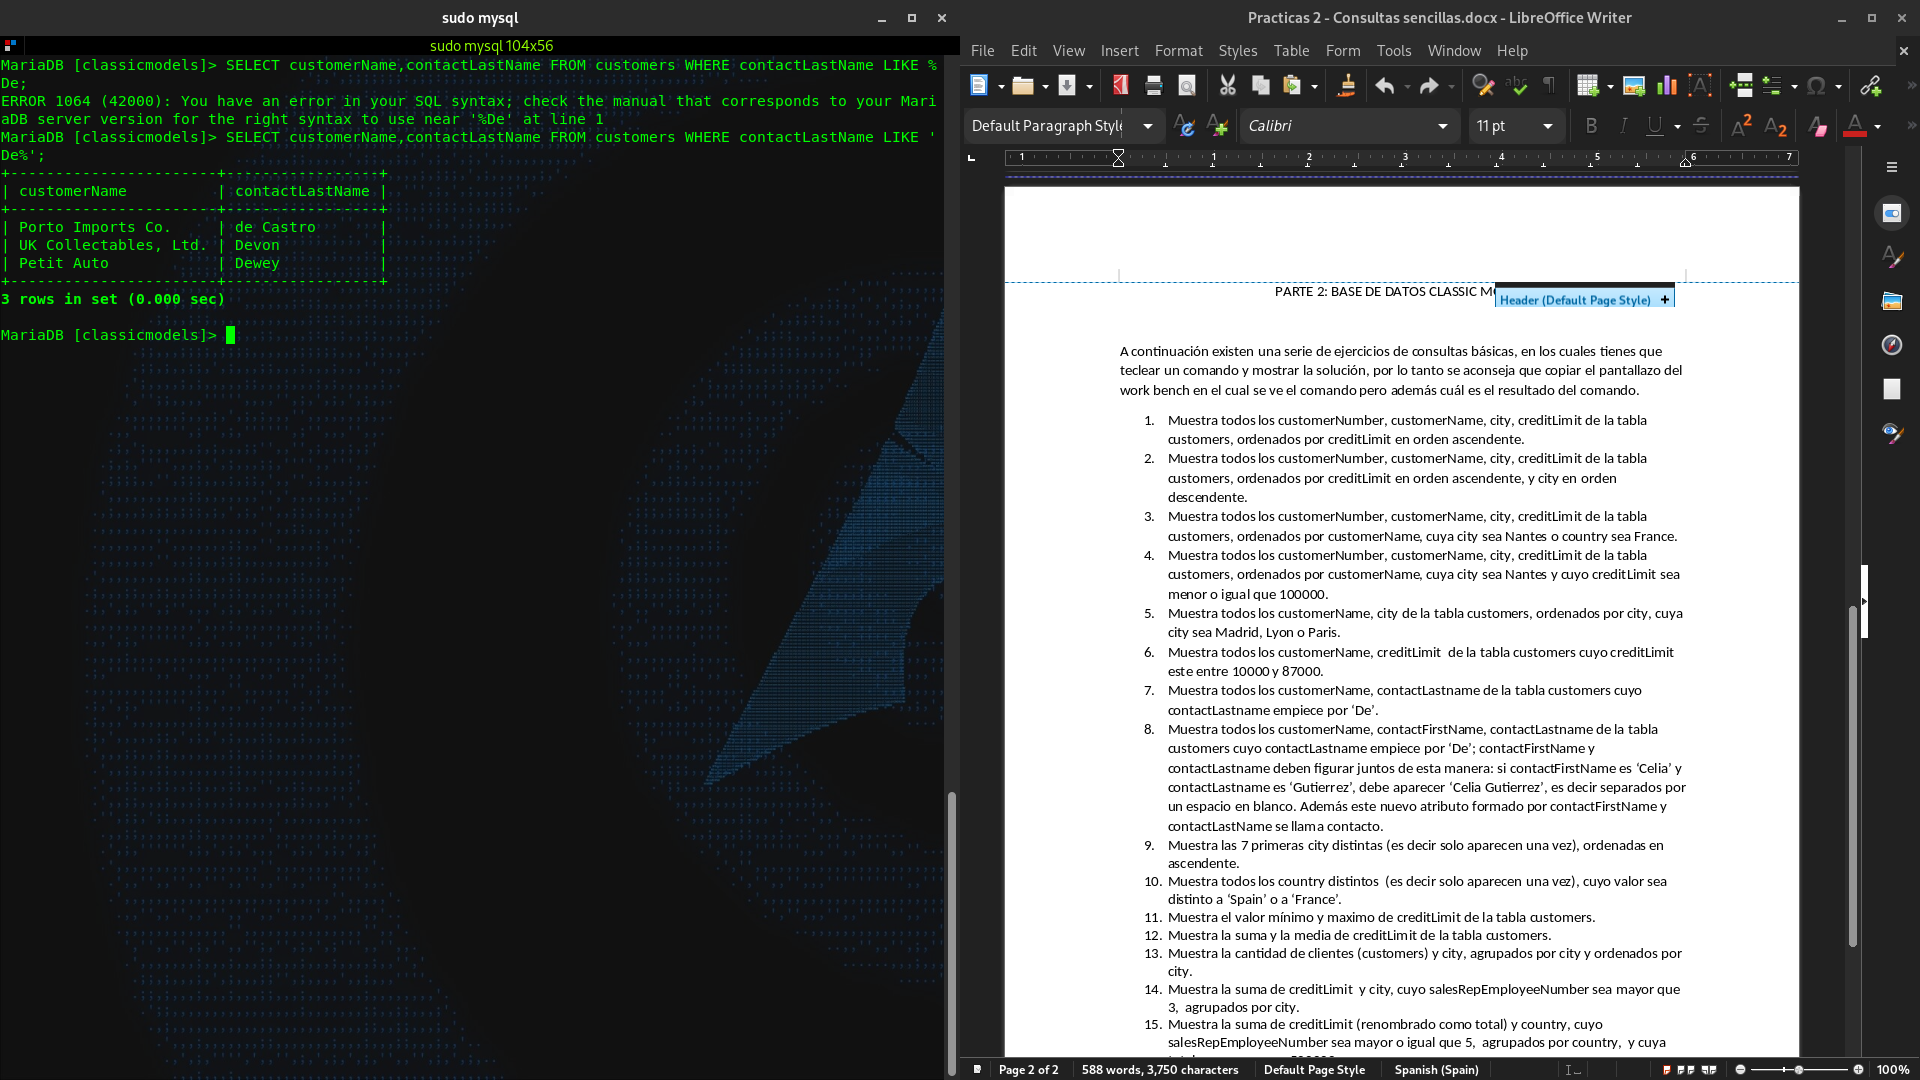 sudo mysql
sudo mysql 104x56
MariaDB [classicmodels]> SELECT customerName,contactLastName FROM customers WHERE contactLastName LIKE %
De;
ERROR 1064 (42000): You have an error in your SQL syntax; check the manual that corresponds to your Mari
aDB server version for the right syntax to use near '%De' at line 1
MariaDB [classicmodels]> SELECT customerName,contactLastName FROM customers WHERE contactLastName LIKE '
De%';
+-----------------------+-----------------+
| customerName          | contactLastName |
+-----------------------+-----------------+
| Porto Imports Co.     | de Castro       |
| UK Collectables, Ltd. | Devon           |
| Petit Auto            | Dewey           |
+-----------------------+-----------------+
3 rows in set (0.000 sec)
MariaDB [classicmodels]>
Practicas 2 - Consultas sencillas.docx - LibreOffice Writer
File Edit View Insert Format Styles Table Form Tools Window Help
Default Paragraph Style Calibri 11 pt
1 1 2 3 4 5 6 7
PARTE 2: BASE DE DATOS CLASSIC
Header (Default Page Style) +
A continuación existen una serie de ejercicios de consultas básicas, en los cuales tienes que
teclear un comando y mostrar la solución, por lo tanto se aconseja que copiar el pantallazo del
work bench en el cual se ve el comando pero además cuál es el resultado del comando.
1. Muestra todos los customerNumber, customerName, city, creditLimit de la tabla
customers, ordenados por creditLimit en orden ascendente.
2. Muestra todos los customerNumber, customerName, city, creditLimit de la tabla
customers, ordenados por creditLimit en orden ascendente, y city en orden
descendente.
3. Muestra todos los customerNumber, customerName, city, creditLimit de la tabla
customers, ordenados por customerName, cuya city sea Nantes o country sea France.
4. Muestra todos los customerNumber, customerName, city, creditLimit de la tabla
customers, ordenados por customerName, cuya city sea Nantes y cuyo creditLimit sea
menor o igual que 100000.
5. Muestra todos los customerName, city de la tabla customers, ordenados por city, cuya
city sea Madrid, Lyon o Paris.
6. Muestra todos los customerName, creditLimit  de la tabla customers cuyo creditLimit
este entre 10000 y 87000.
7. Muestra todos los customerName, contactLastname de la tabla customers cuyo
contactLastname empiece por ‘De’.
8. Muestra todos los customerName, contactFirstName, contactLastname de la tabla
customers cuyo contactLastname empiece por ‘De’; contactFirstName y
contactLastname deben figurar juntos de esta manera: si contactFirstName es ‘Celia’ y
contactLastname es ‘Gutierrez’, debe aparecer ‘Celia Gutierrez’, es decir separados por
un espacio en blanco. Además este nuevo atributo formado por contactFirstName y
contactLastName se llama contacto.
9. Muestra las 7 primeras city distintas (es decir solo aparecen una vez), ordenadas en
ascendente.
10. Muestra todos los country distintos  (es decir solo aparecen una vez), cuyo valor sea
distinto a ‘Spain’ o a ‘France’.
11. Muestra el valor mínimo y maximo de creditLimit de la tabla customers.
12. Muestra la suma y la media de creditLimit de la tabla customers.
13. Muestra la cantidad de clientes (customers) y city, agrupados por city y ordenados por
city.
14. Muestra la suma de creditLimit  y city, cuyo salesRepEmployeeNumber sea mayor que
3,  agrupados por city.
15. Muestra la suma de creditLimit (renombrado como total) y country, cuyo
salesRepEmployeeNumber sea mayor o igual que 5,  agrupados por country,  y cuya
Page 2 of 2 588 words, 3,750 characters Default Page Style Spanish (Spain) 100%